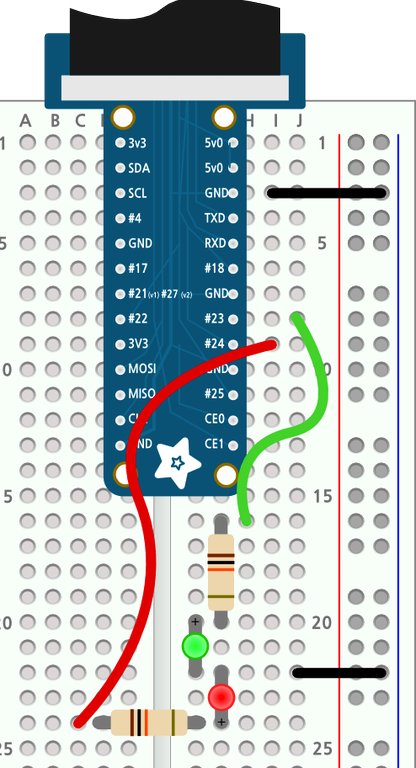 A B C H I J
1 1
3v3 5v0
SDA 5v0
SCL GND
#4 TXD
5 GND RXD 5
#17 #18
#21(v1) #27 (v2) GND
#22 #23
3V3 #24
0 MOSI GND 0
MISO #25
CE0
GND CE1
5 15
20 + 20
+
25 25